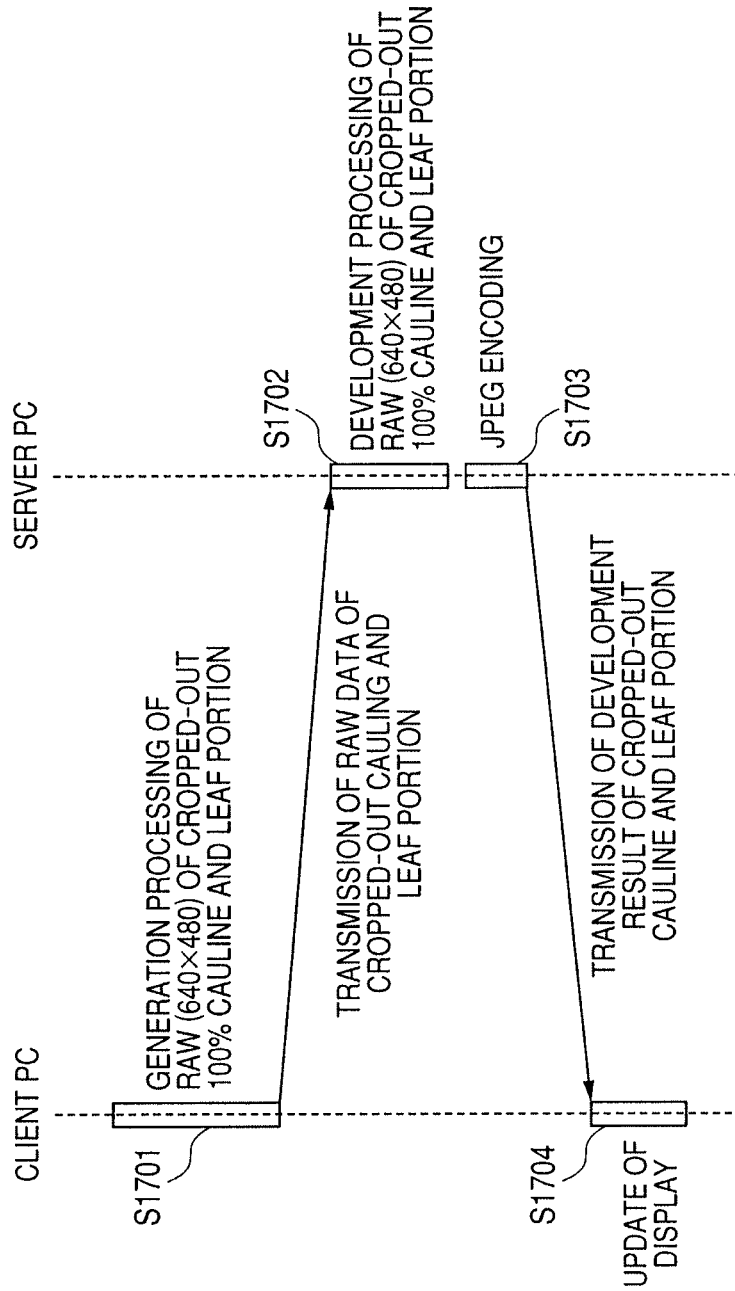 CLIENT PC
SERVER PC
S1701
GENERATION PROCESSING OF
RAW (640×480) OF CROPPED-OUT
100% CAULINE AND LEAF PORTION
TRANSMISSION OF RAW DATA OF
CROPPED-OUT CAULING AND
LEAF PORTION
S1702
DEVELOPMENT PROCESSING OF
RAW (640×480) OF CROPPED-OUT
100% CAULINE AND LEAF PORTION
JPEG ENCODING
S1703
TRANSMISSION OF DEVELOPMENT
RESULT OF CROPPED-OUT
CAULINE AND LEAF PORTION
S1704
UPDATE OF
DISPLAY